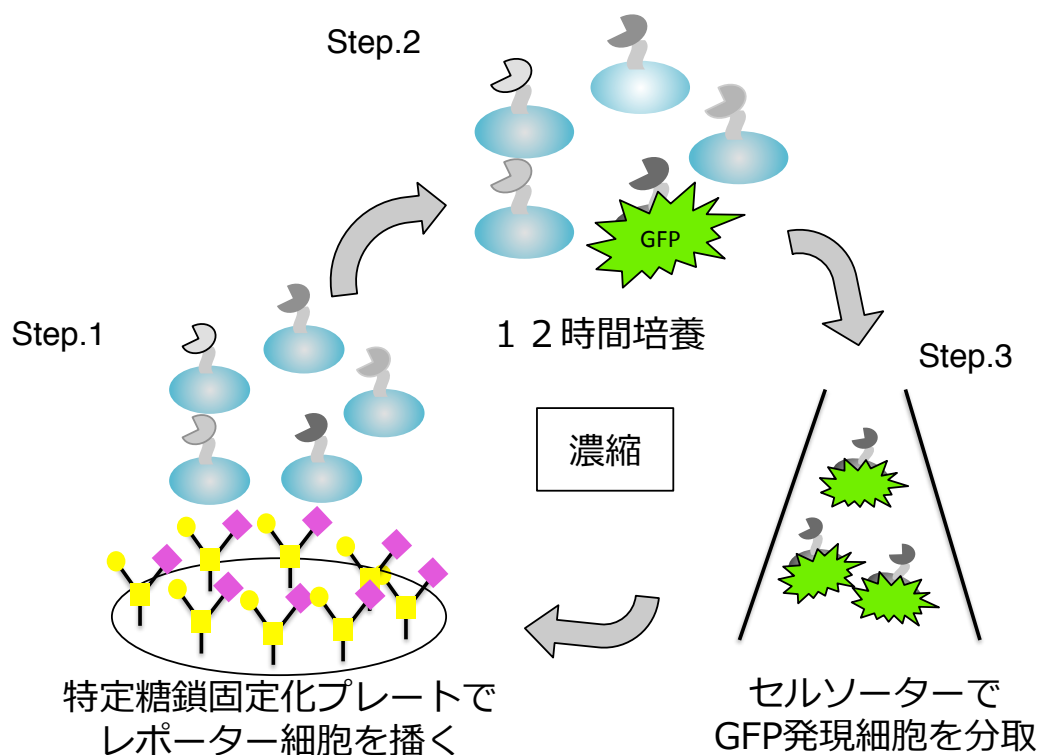 Step.1
特定糖鎖固定化プレートで
レポーター細胞を播く
Step.2
GFP
１２時間培養
Step.3
セルソーターで
GFP発現細胞を分取
濃縮